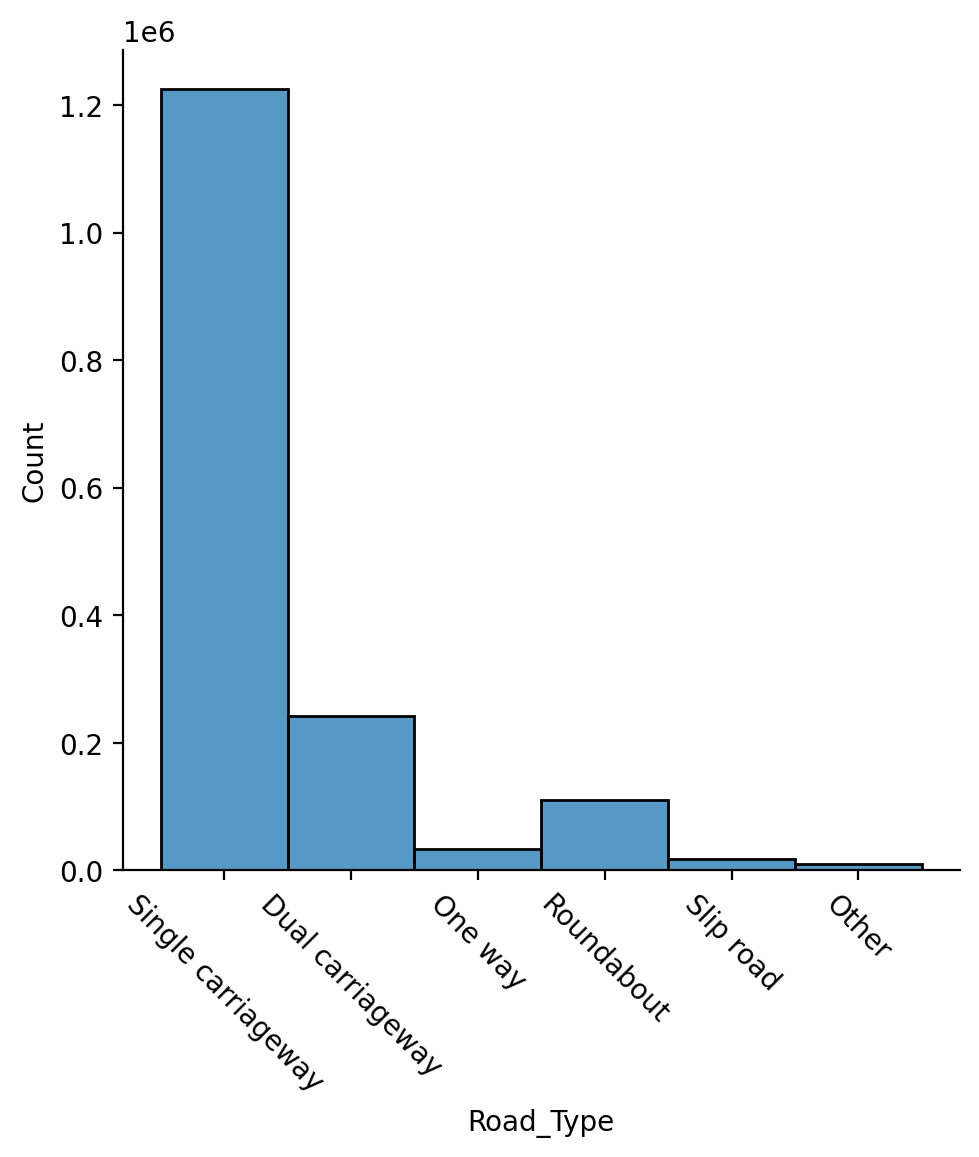 1e6
1.2
1.0
0.8
0.6
0.4
0.2
0.0
Count
Single carriageway
Dual carriageway
One way
Roundabout
Slip road
Other
Road_Type